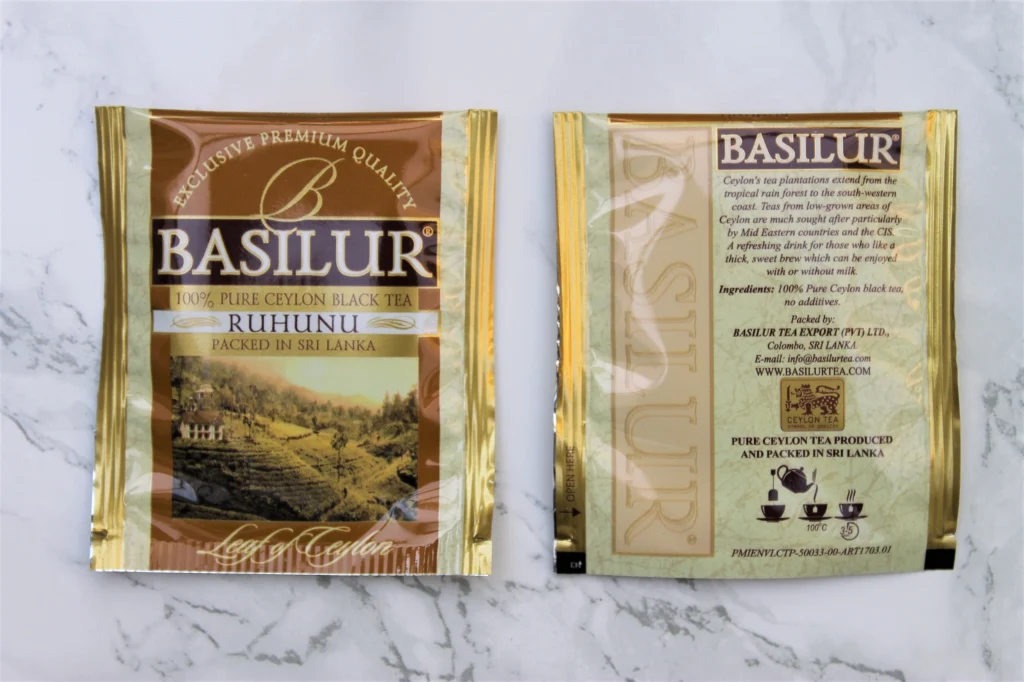 EXCLUSIVE PREMIUM QUALITY
B
BASILUR®
100% PURE CEYLON BLACK TEA
RUHUNU
PACKED IN SRI LANKA
Leaf of Ceylon
BASILUR®
OPEN HERE
BASILUR®
Ceylon's tea plantations extend from the
tropical rain forest to the south-western
coast. Teas from low-grown areas of
Ceylon are much sought after particularly
by Mid Eastern countries and the CIS.
A refreshing drink for those who like a
thick, sweet brew which can be enjoyed
with or without milk.
Ingredients: 100% Pure Ceylon black tea,
no additives.
Packed by:
BASILUR TEA EXPORT (PVT) LTD.,
Colombo, SRI LANKA.
E-mail: info@basilurtea.com
WWW.BASILURTEA.COM
CEYLON TEA
SYMBOL OF QUALITY
PURE CEYLON TEA PRODUCED
AND PACKED IN SRI LANKA
100°C
3-5
PMIENVLCTP-50033-00-ART1703.01